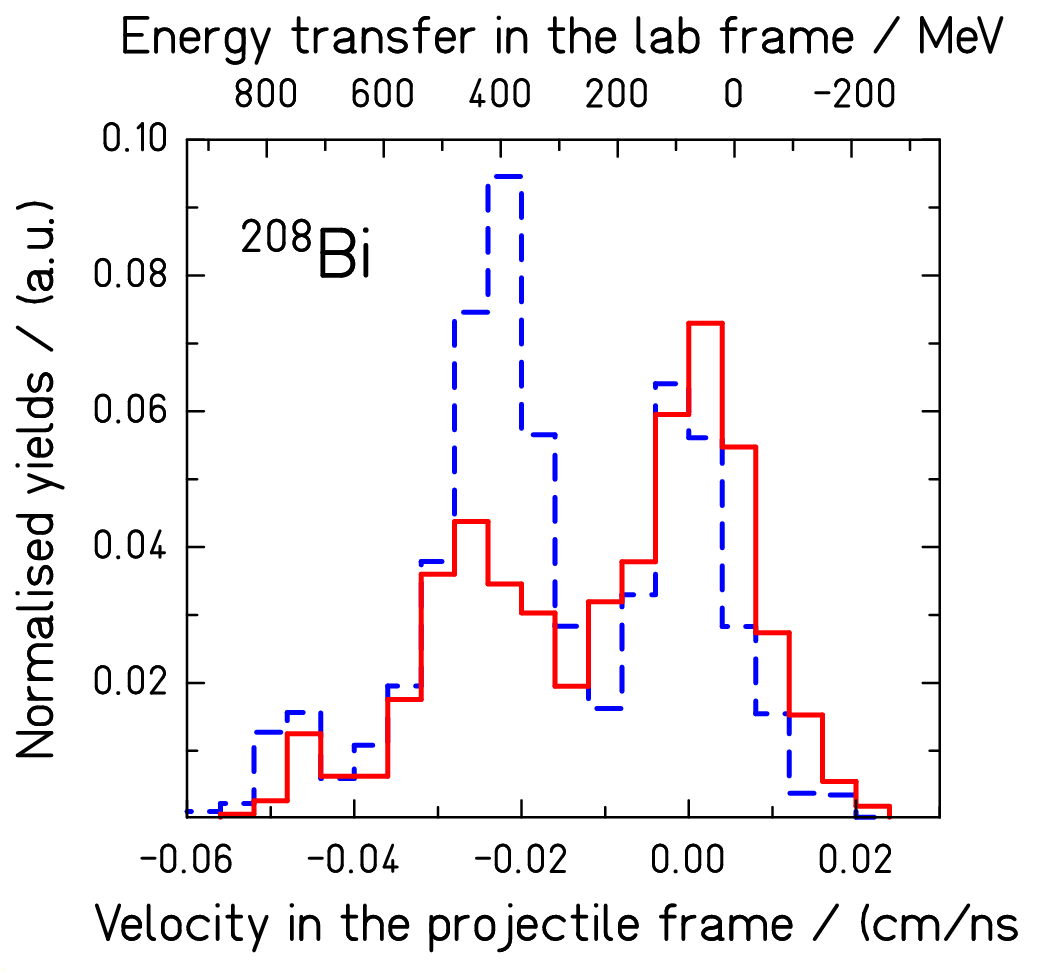 Energy transfer in the lab frame / MeV
800 600 400 200 0 -200
0.10
0.08
0.06
0.04
0.02
Normalised yields / (a.u.)
²⁰⁸Bi
-0.06 -0.04 -0.02 0.00 0.02
Velocity in the projectile frame / (cm/ns